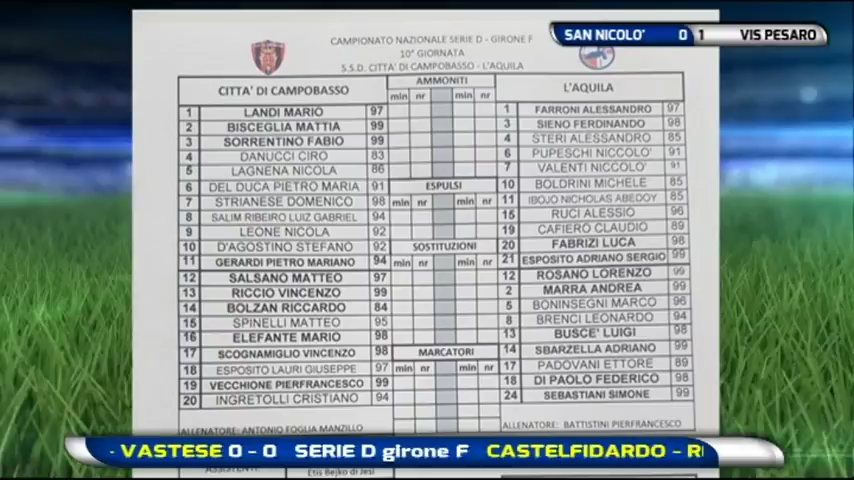 SAN NICOLO' 0 1 VIS PESARO
CAMPIONATO NAZIONALE SERIE D - GIRONE F
10° GIORNATA
S.S.D. CITTA' DI CAMPOBASSO - L'AQUILA
CITTA' DI CAMPOBASSO AMMONITI L'AQUILA
min nr min nr
1 LANDI MARIO 97 1 FARRONI ALESSANDRO 97
2 BISCEGLIA MATTIA 99 3 SIENO FERDINANDO 98
3 SORRENTINO FABIO 99 4 STERI ALESSANDRO 85
4 DANUCCI CIRO 83 6 PUPESCHI NICCOLO' 91
5 LAGNENA NICOLA 86 7 VALENTI NICCOLO' 91
6 DEL DUCA PIETRO MARIA 91 ESPULSI 10 BOLDRINI MICHELE 85
7 STRIANESE DOMENICO 98 min nr min nr 11 IBOJO NICHOLAS ABEDOY 85
8 SALIM RIBEIRO LUIZ GABRIEL 94 15 RUCI ALESSIO 96
9 LEONE NICOLA 92 19 CAFIERO CLAUDIO 89
10 D'AGOSTINO STEFANO 92 SOSTITUZIONI 20 FABRIZI LUCA 98
11 GERARDI PIETRO MARIANO 94 min nr min nr 21 ESPOSITO ADRIANO SERGIO 99
12 SALSANO MATTEO 97 12 ROSANO LORENZO 99
13 RICCIO VINCENZO 99 2 MARRA ANDREA 99
14 BOLZAN RICCARDO 84 5 BONINSEGNI MARCO 96
15 SPINELLI MATTEO 95 8 BRENCI LEONARDO 94
16 ELEFANTE MARIO 98 13 BUSCE' LUIGI 98
17 SCOGNAMIGLIO VINCENZO 98 MARCATORI 14 SBARZELLA ADRIANO 99
18 ESPOSITO LAURI GIUSEPPE 97 min nr min nr 17 PADOVANI ETTORE 89
19 VECCHIONE PIERFRANCESCO 99 18 DI PAOLO FEDERICO 98
20 INGRETOLLI CRISTIANO 94 24 SEBASTIANI SIMONE 99
ALLENATORE: ANTONIO FOGLIA MANZILLO ALLENATORE: BATTISTINI PIERFRANCESCO
- VASTESE 0 - 0 SERIE D girone F CASTELFIDARDO - R
Etis Bejko di Jesi